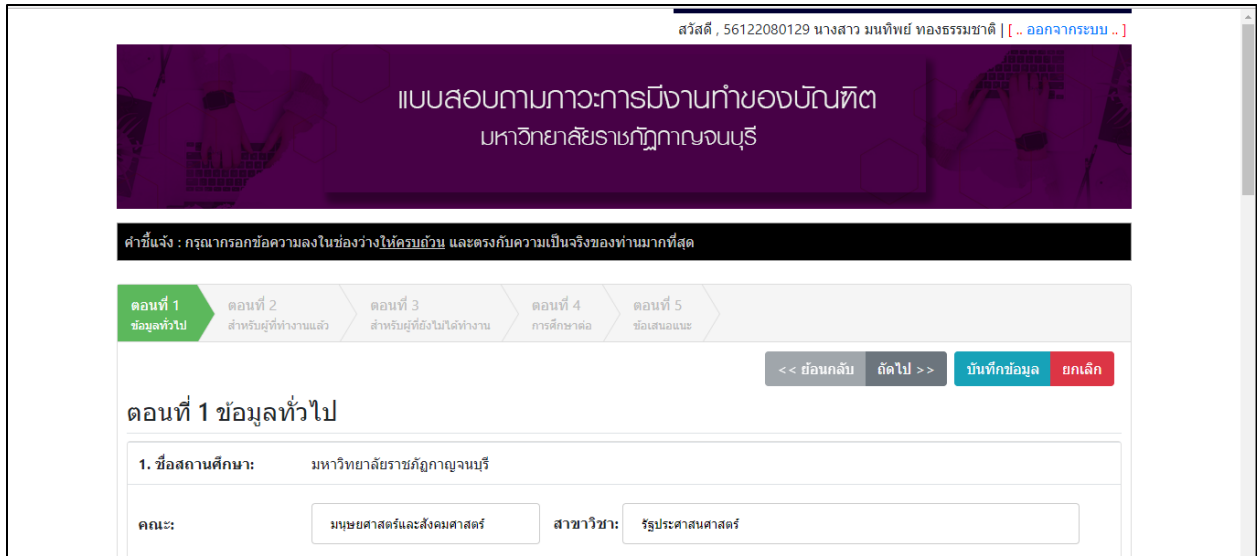 สวัสดี , 56122080129 นางสาว มนทิพย์ ทองธรรมชาติ | [ .. ออกจากระบบ .. ]
แบบสอบถามภาวะการมีงานทำของบัณฑิต
มหาวิทยาลัยราชภัฏกาญจนบุรี
คำชี้แจ้ง : กรุณากรอกข้อความลงในช่องว่างให้ครบถ้วน และตรงกับความเป็นจริงของท่านมากที่สุด
ตอนที่ 1 ตอนที่ 2 ตอนที่ 3 ตอนที่ 4 ตอนที่ 5
ข้อมูลทั่วไป สำหรับผู้ที่ทำงานแล้ว สำหรับผู้ที่ยังไม่ได้ทำงาน การศึกษาต่อ ข้อเสนอแนะ
<< ย้อนกลับ ถัดไป >> บันทึกข้อมูล ยกเลิก
ตอนที่ 1 ข้อมูลทั่วไป
1. ชื่อสถานศึกษา: มหาวิทยาลัยราชภัฏกาญจนบุรี
คณะ: มนุษยศาสตร์และสังคมศาสตร์ สาขาวิชา: รัฐประศาสนศาสตร์